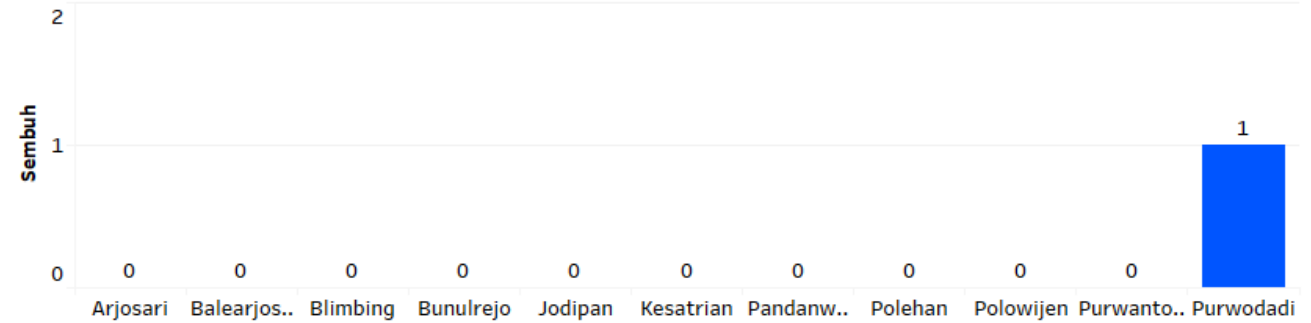 2
Sembuh
1
1
0
0 0 0 0 0 0 0 0 0 0
Arjosari Balearjos.. Blimbing Bunulrejo Jodipan Kesatrian Pandanw.. Polehan Polowijen Purwanto.. Purwodadi